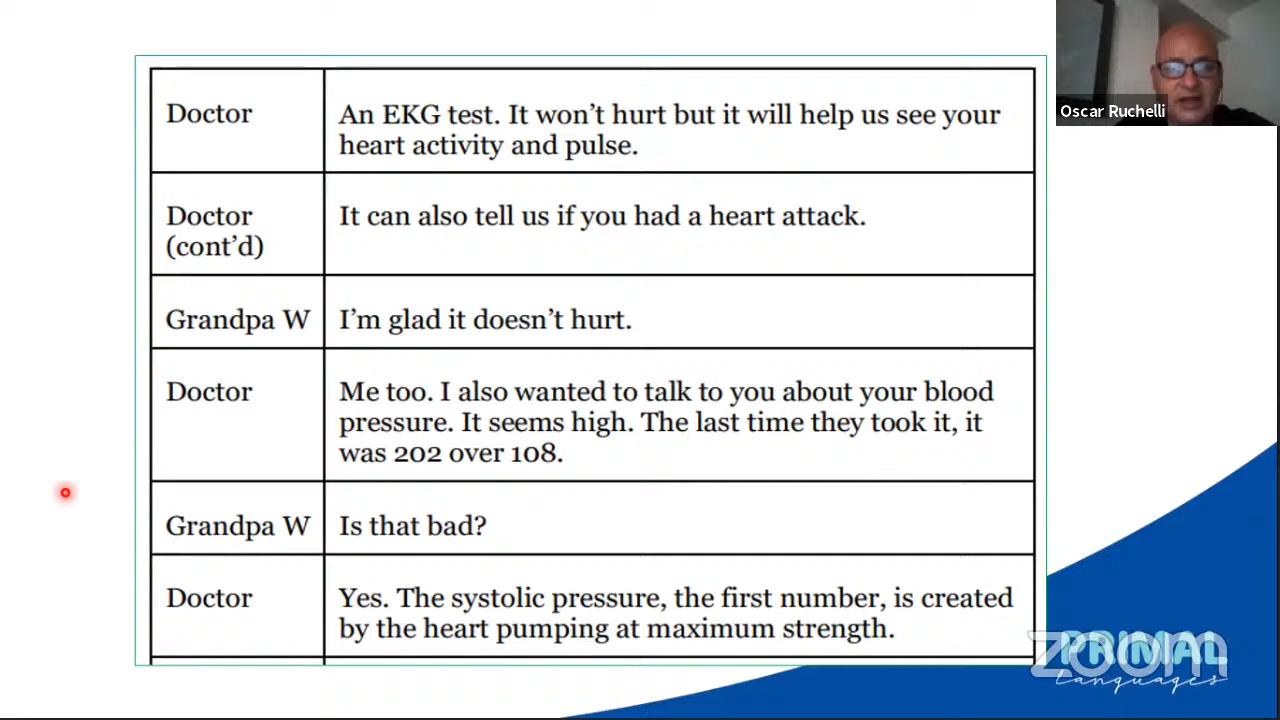 Oscar Ruchelli
Doctor
An EKG test. It won’t hurt but it will help us see your
heart activity and pulse.
Doctor
(cont’d)
It can also tell us if you had a heart attack.
Grandpa W
I’m glad it doesn’t hurt.
Doctor
Me too. I also wanted to talk to you about your blood
pressure. It seems high. The last time they took it, it
was 202 over 108.
Grandpa W
Is that bad?
Doctor
Yes. The systolic pressure, the first number, is created
by the heart pumping at maximum strength.
PRIMAL
zoom
Languages